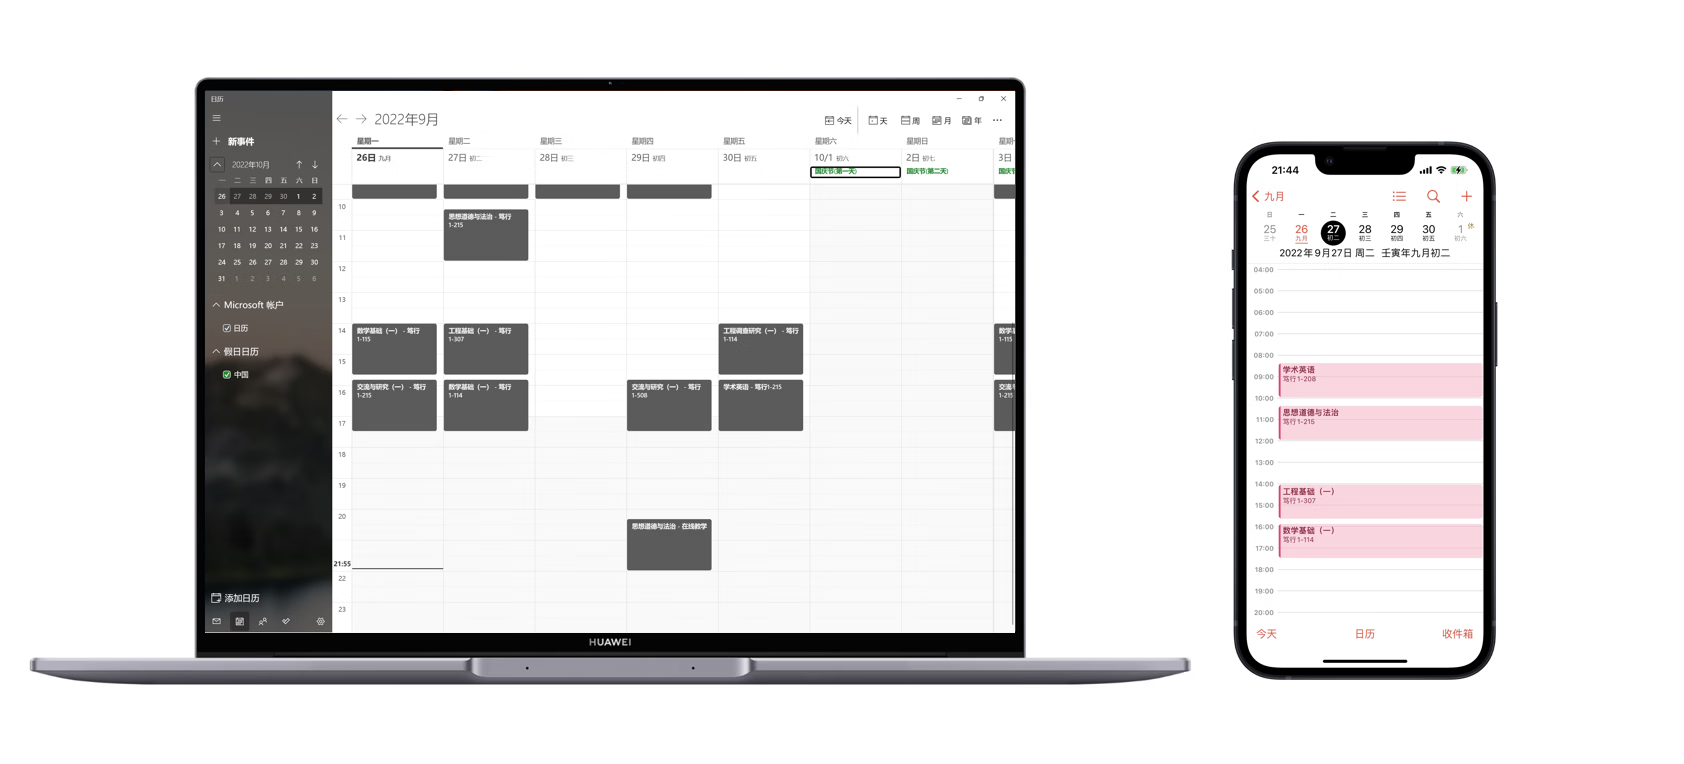 日历
新事件
2022年10月
一 二 三 四 五 六 日
26 27 28 29 30 1 2
3 4 5 6 7 8 9
10 11 12 13 14 15 16
17 18 19 20 21 22 23
24 25 26 27 28 29 30
31 1 2 3 4 5 6
Microsoft 帐户
日历
假日日历
中国
添加日历
2022年9月
今天 天 周 月 年
星期一 星期二 星期三 星期四 星期五 星期六 星期日 星期
26日 九月 27日 初二 28日 初三 29日 初四 30日 初五 10/1 初六 2日 初七 3日
国庆节(第一天) 国庆节(第二天) 国庆节
10
11
12
13
14
15
16
17
18
19
20
21:55
22
23
思想道德与法治 - 笃行
1-215
数学基础（一） - 笃行
1-115
工程基础（一） - 笃行
1-307
工程调查研究（一） - 笃行
1-114
数学基
1-115
交流与研究（一） - 笃行
1-215
数学基础（一） - 笃行
1-114
交流与研究（一） - 笃行
1-508
学术英语 - 笃行1-215
交流与
1-215
思想道德与法治 - 在线教学
HUAWEI
21:44
九月
日 一 二 三 四 五 六
25 26 27 28 29 30 1 休
三十 九月 初二 初三 初四 初五 初六
2022年9月27日 周二 壬寅年九月初二
04:00
05:00
06:00
07:00
08:00
09:00
10:00
11:00
12:00
13:00
14:00
15:00
16:00
17:00
18:00
19:00
20:00
学术英语
笃行1-208
思想道德与法治
笃行1-215
工程基础（一）
笃行1-307
数学基础（一）
笃行1-114
今天 日历 收件箱